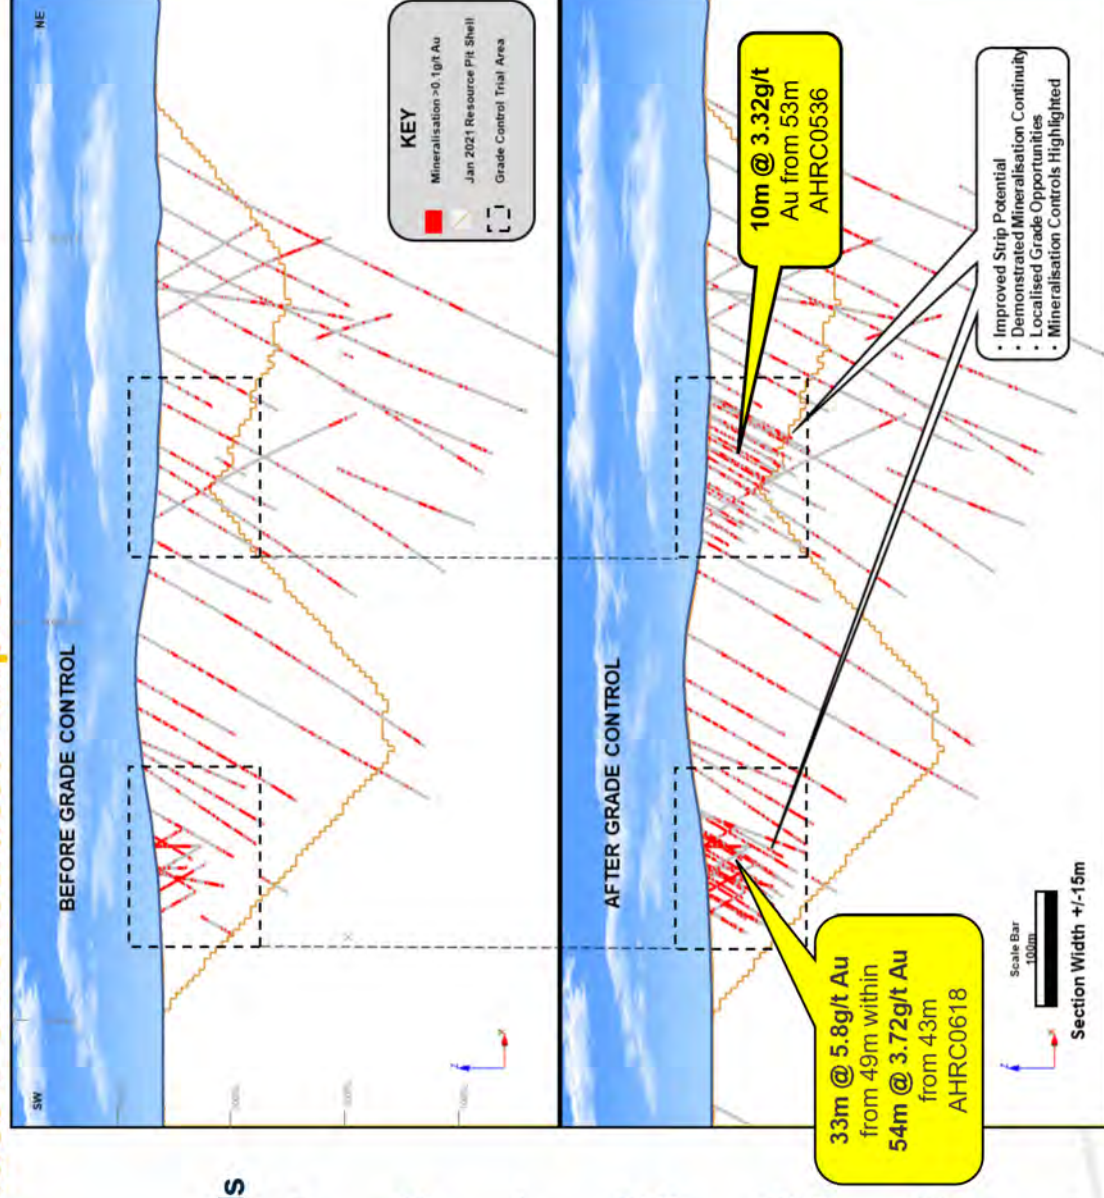 BEFORE GRADE CONTROL
SW
NE
KEY
Mineralisation >0.1g/t Au
Jan 2021 Resource Pit Shell
Grade Control Trial Area
AFTER GRADE CONTROL
33m @ 5.8g/t Au
from 49m within
54m @ 3.72g/t Au
from 43m
AHRC0618
10m @ 3.32g/t
Au from 53m
AHRC0536
• Improved Strip Potential
• Demonstrated Mineralisation Continuity
• Localised Grade Opportunities
• Mineralisation Controls Highlighted
Scale Bar
100m
Section Width +/-15m
s